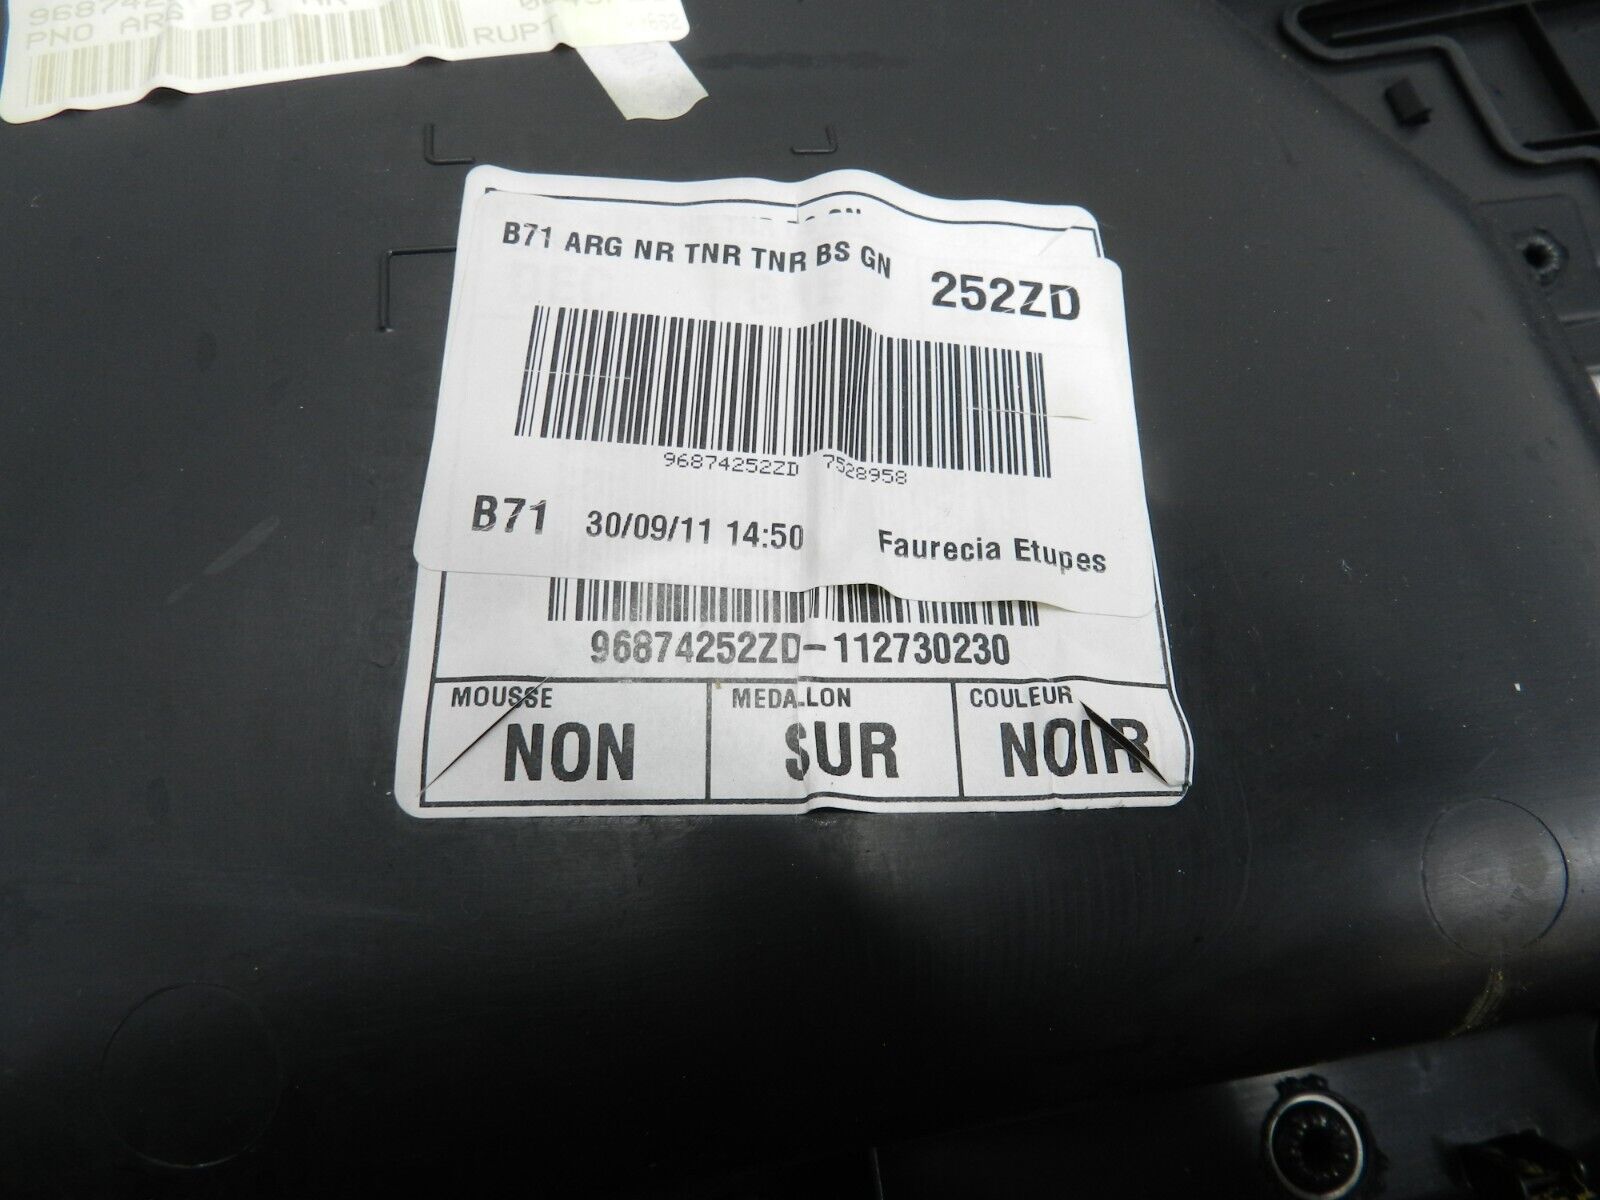 PNO ARG B71
RUPT
B71 ARG NR TNR TNR BS GN
252ZD
96874252ZD 7528958
B71 30/09/11 14:50 Faurecia Etupes
96874252ZD-112730230
MOUSSE MEDALLON COULEUR
NON SUR NOIR